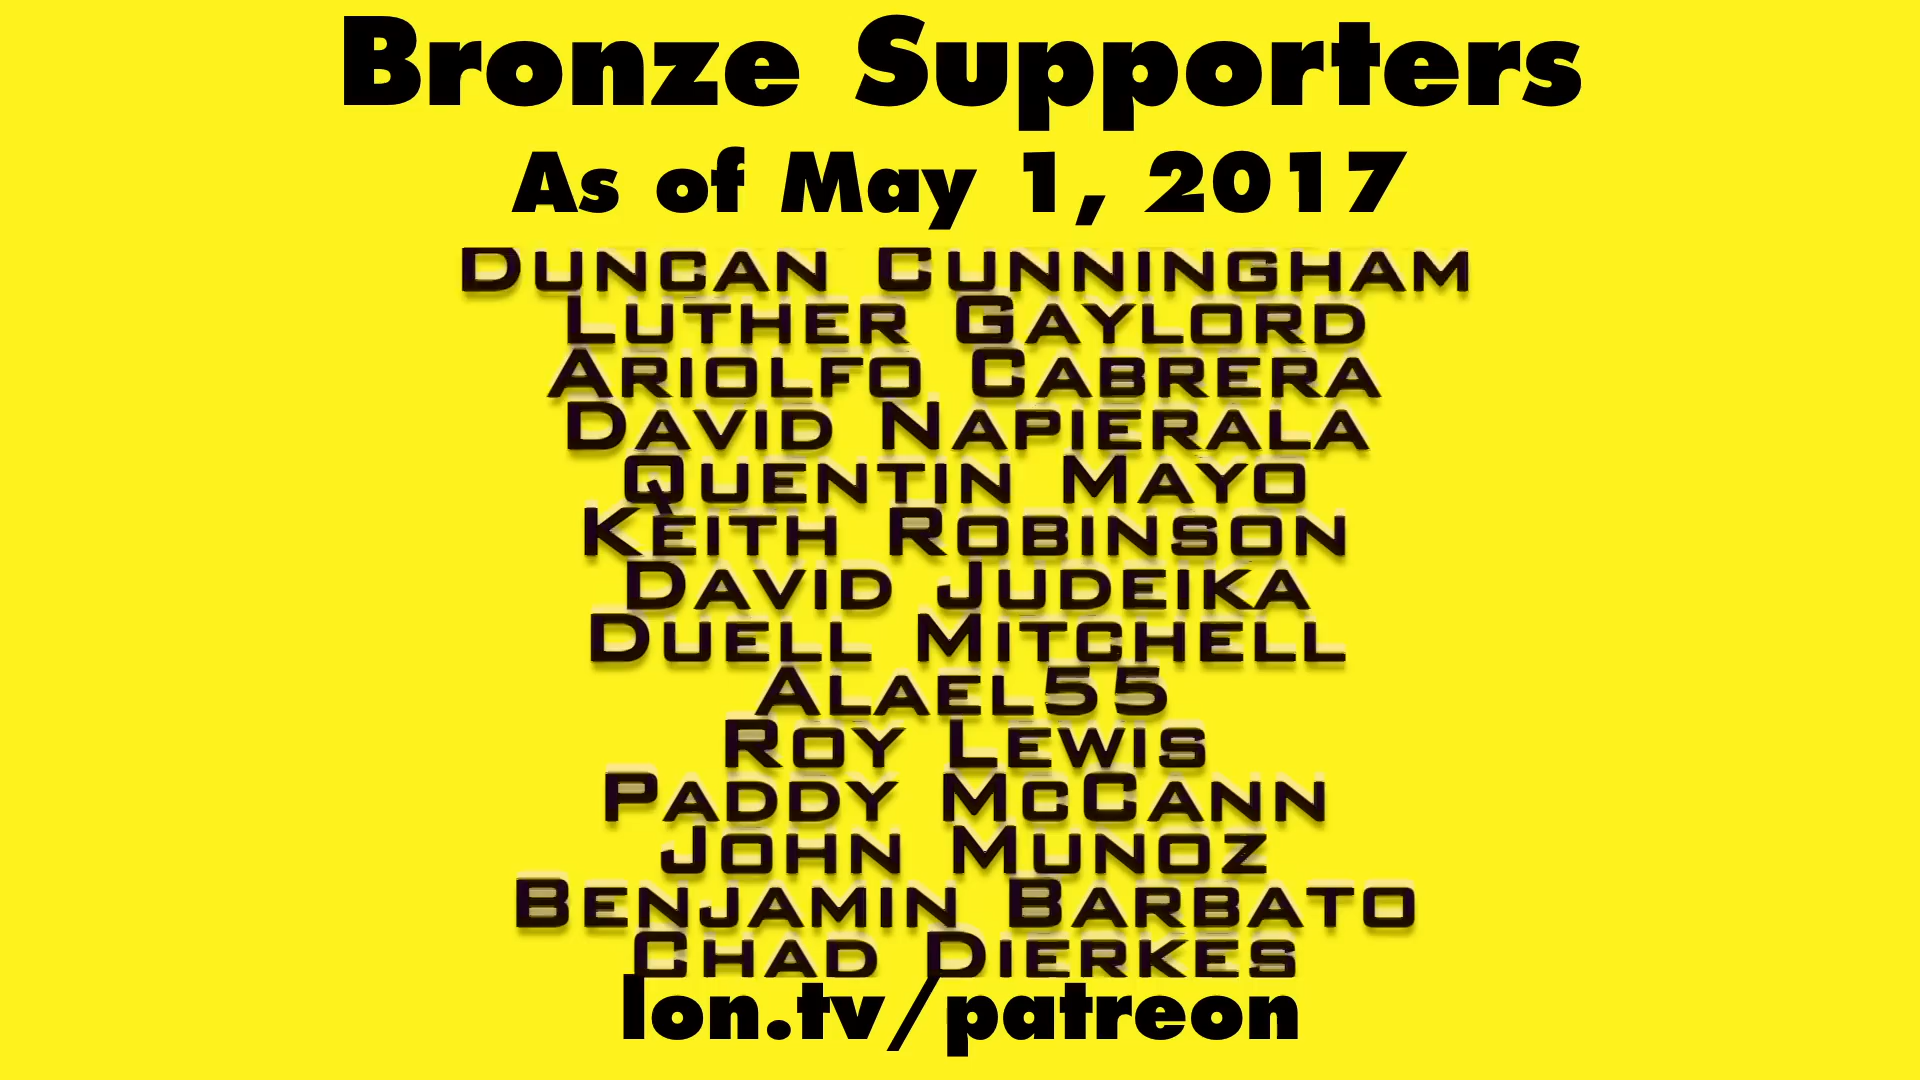 Bronze Supporters
As of May 1, 2017
Duncan Cunningham
Luther Gaylord
Ariolfo Cabrera
David Napierala
Quentin Mayo
Keith Robinson
David Judeika
Duell Mitchell
Alael55
Roy Lewis
Paddy McCann
John Munoz
Benjamin Barbato
Chad Dierkes
lon.tv/patreon